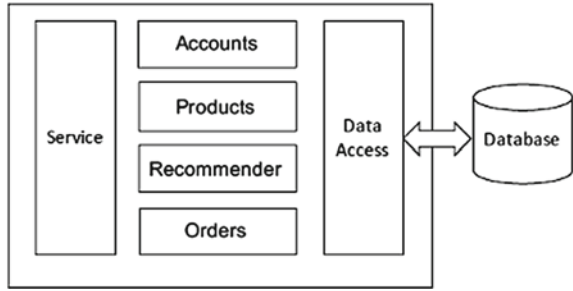 Service
Accounts
Products
Recommender
Orders
Data
Access
Database